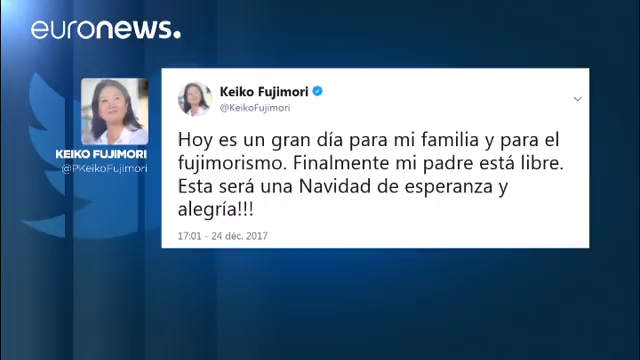 euronews.
KEIKO FUJIMORI
@PKeikoFujimori
Keiko Fujimori
@KeikoFujimori
Hoy es un gran día para mi familia y para el
fujimorismo. Finalmente mi padre está libre.
Esta será una Navidad de esperanza y
alegría!!!
17:01 - 24 déc. 2017